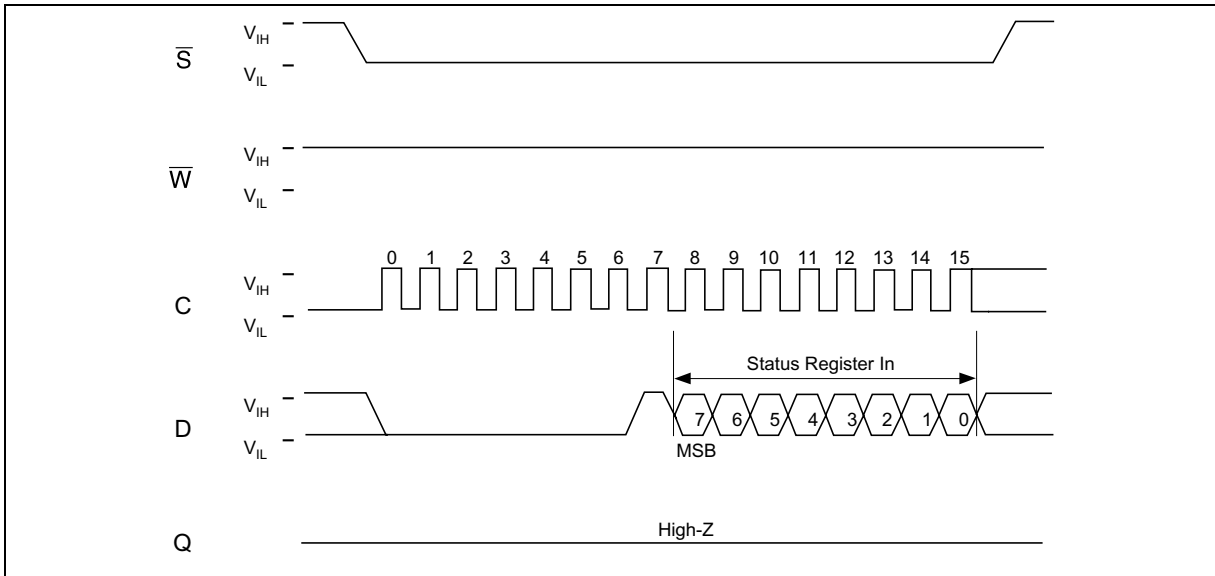 V_IH
S̅
V_IL
V_IH
W̅
V_IL
0 1 2 3 4 5 6 7 8 9 10 11 12 13 14 15
V_IH
C
V_IL
Status Register In
V_IH
D
7 6 5 4 3 2 1 0
V_IL
MSB
High-Z
Q